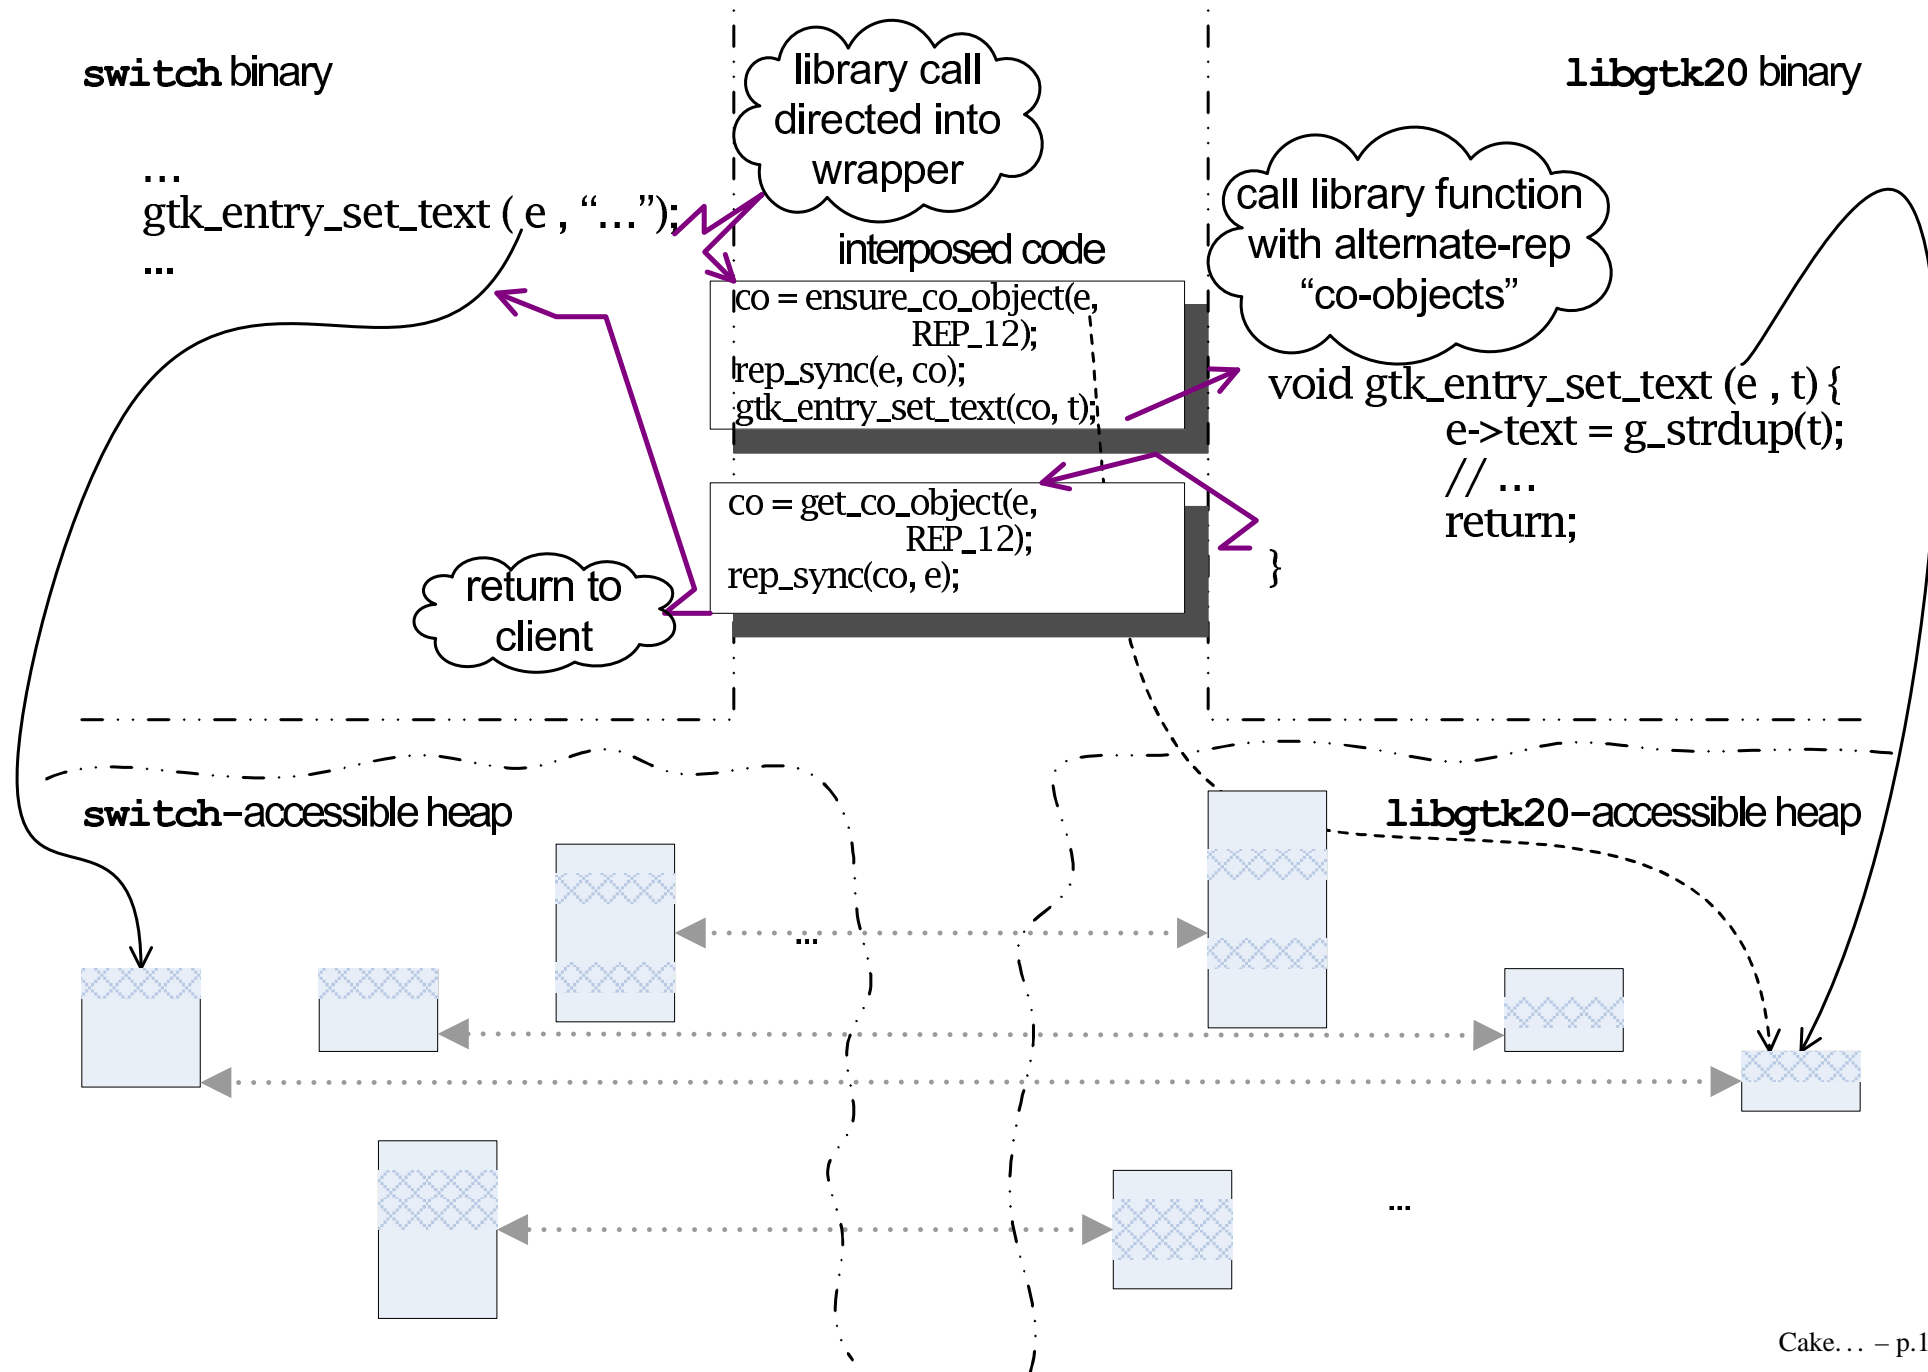 switch binary
…
gtk_entry_set_text ( e , “…”);
...
library call
directed into
wrapper
interposed code
co = ensure_co_object(e,
REP_12);
rep_sync(e, co);
gtk_entry_set_text(co, t);
co = get_co_object(e,
REP_12);
rep_sync(co, e);
return to
client
libgtk20 binary
call library function
with alternate-rep
“co-objects”
void gtk_entry_set_text (e , t) {
e->text = g_strdup(t);
// …
return;
}
switch-accessible heap
libgtk20-accessible heap
...
...
Cake... – p.1